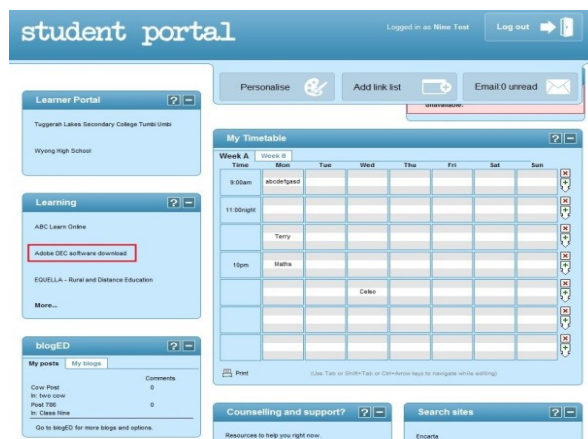 student portal
Logged in as Nine Test
Log out
Personalise
Add link list
Email:0 unread
unavailable.
Learner Portal
Tuggerah Lakes Secondary College Tumbi Umbi
Wyong High School
Learning
ABC Learn Online
Adobe DEC software download
EQUELLA - Rural and Distance Education
More...
blogED
My posts My blogs
Comments
Cow Post 0
In: two cow
Post 786 0
In: Class Nine
Go to blogED for more blogs and options.
My Timetable
Week A Week B
Time Mon Tue Wed Thu Fri Sat Sun
9:00am abcdefgasd
11:00night
Terry
10pm Maths
Celso
Print
(Use Tab or Shift+Tab or Ctrl+Arrow keys to navigate while editing)
Counselling and support?
Resources to help you right now.
Search sites
Encarta